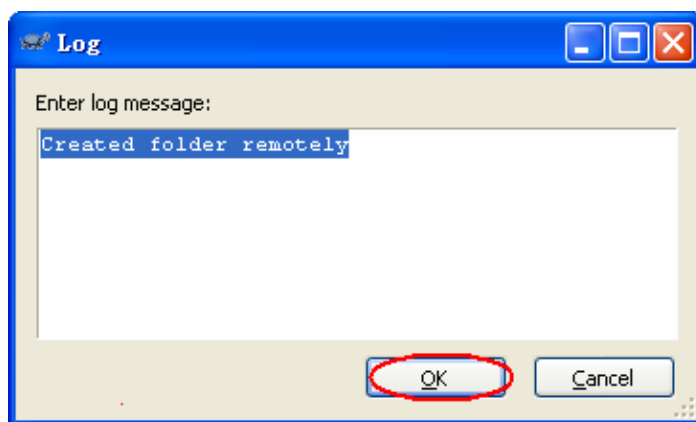 Log
Enter log message:
Created folder remotely
OK
Cancel